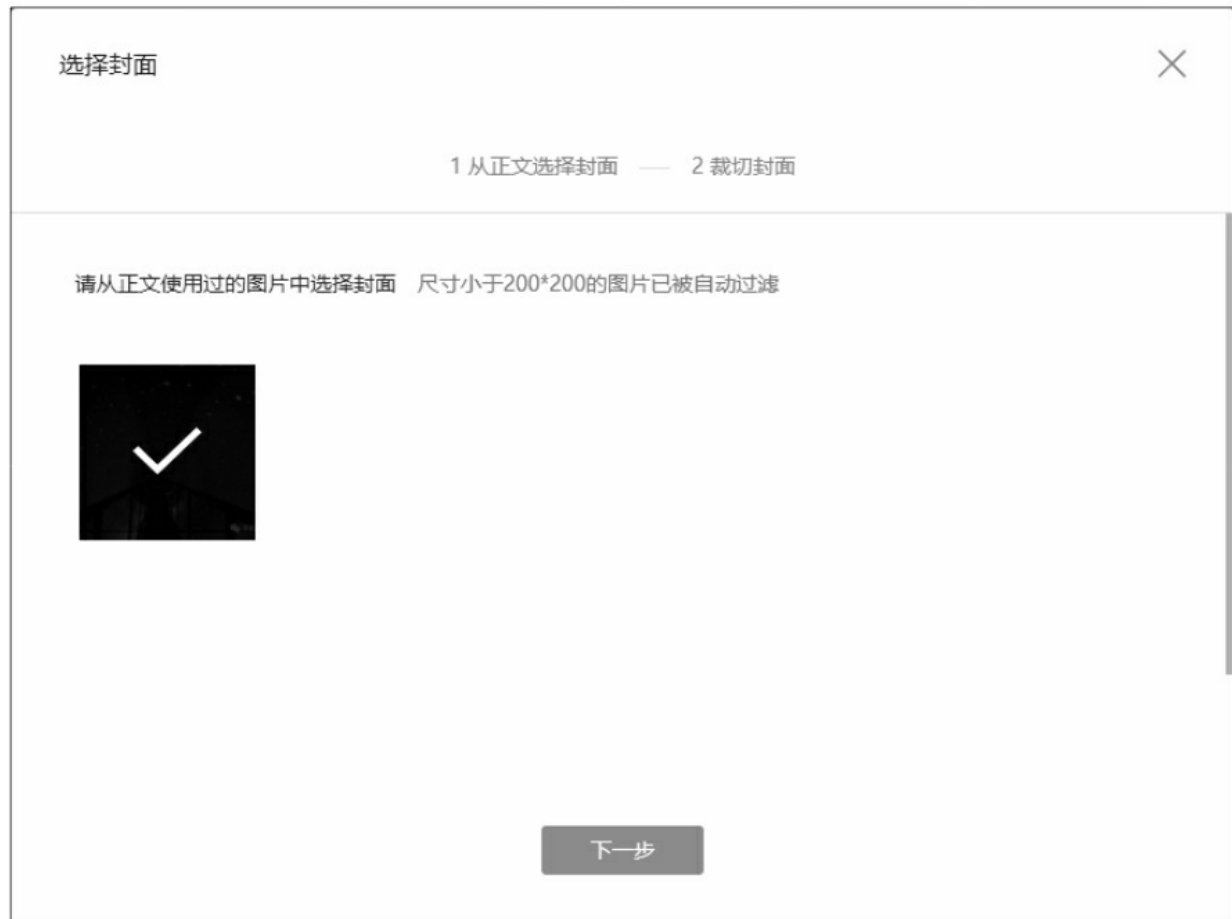 选择封面
1 从正文选择封面 — 2 裁切封面
请从正文使用过的图片中选择封面 尺寸小于200*200的图片已被自动过滤
下一步